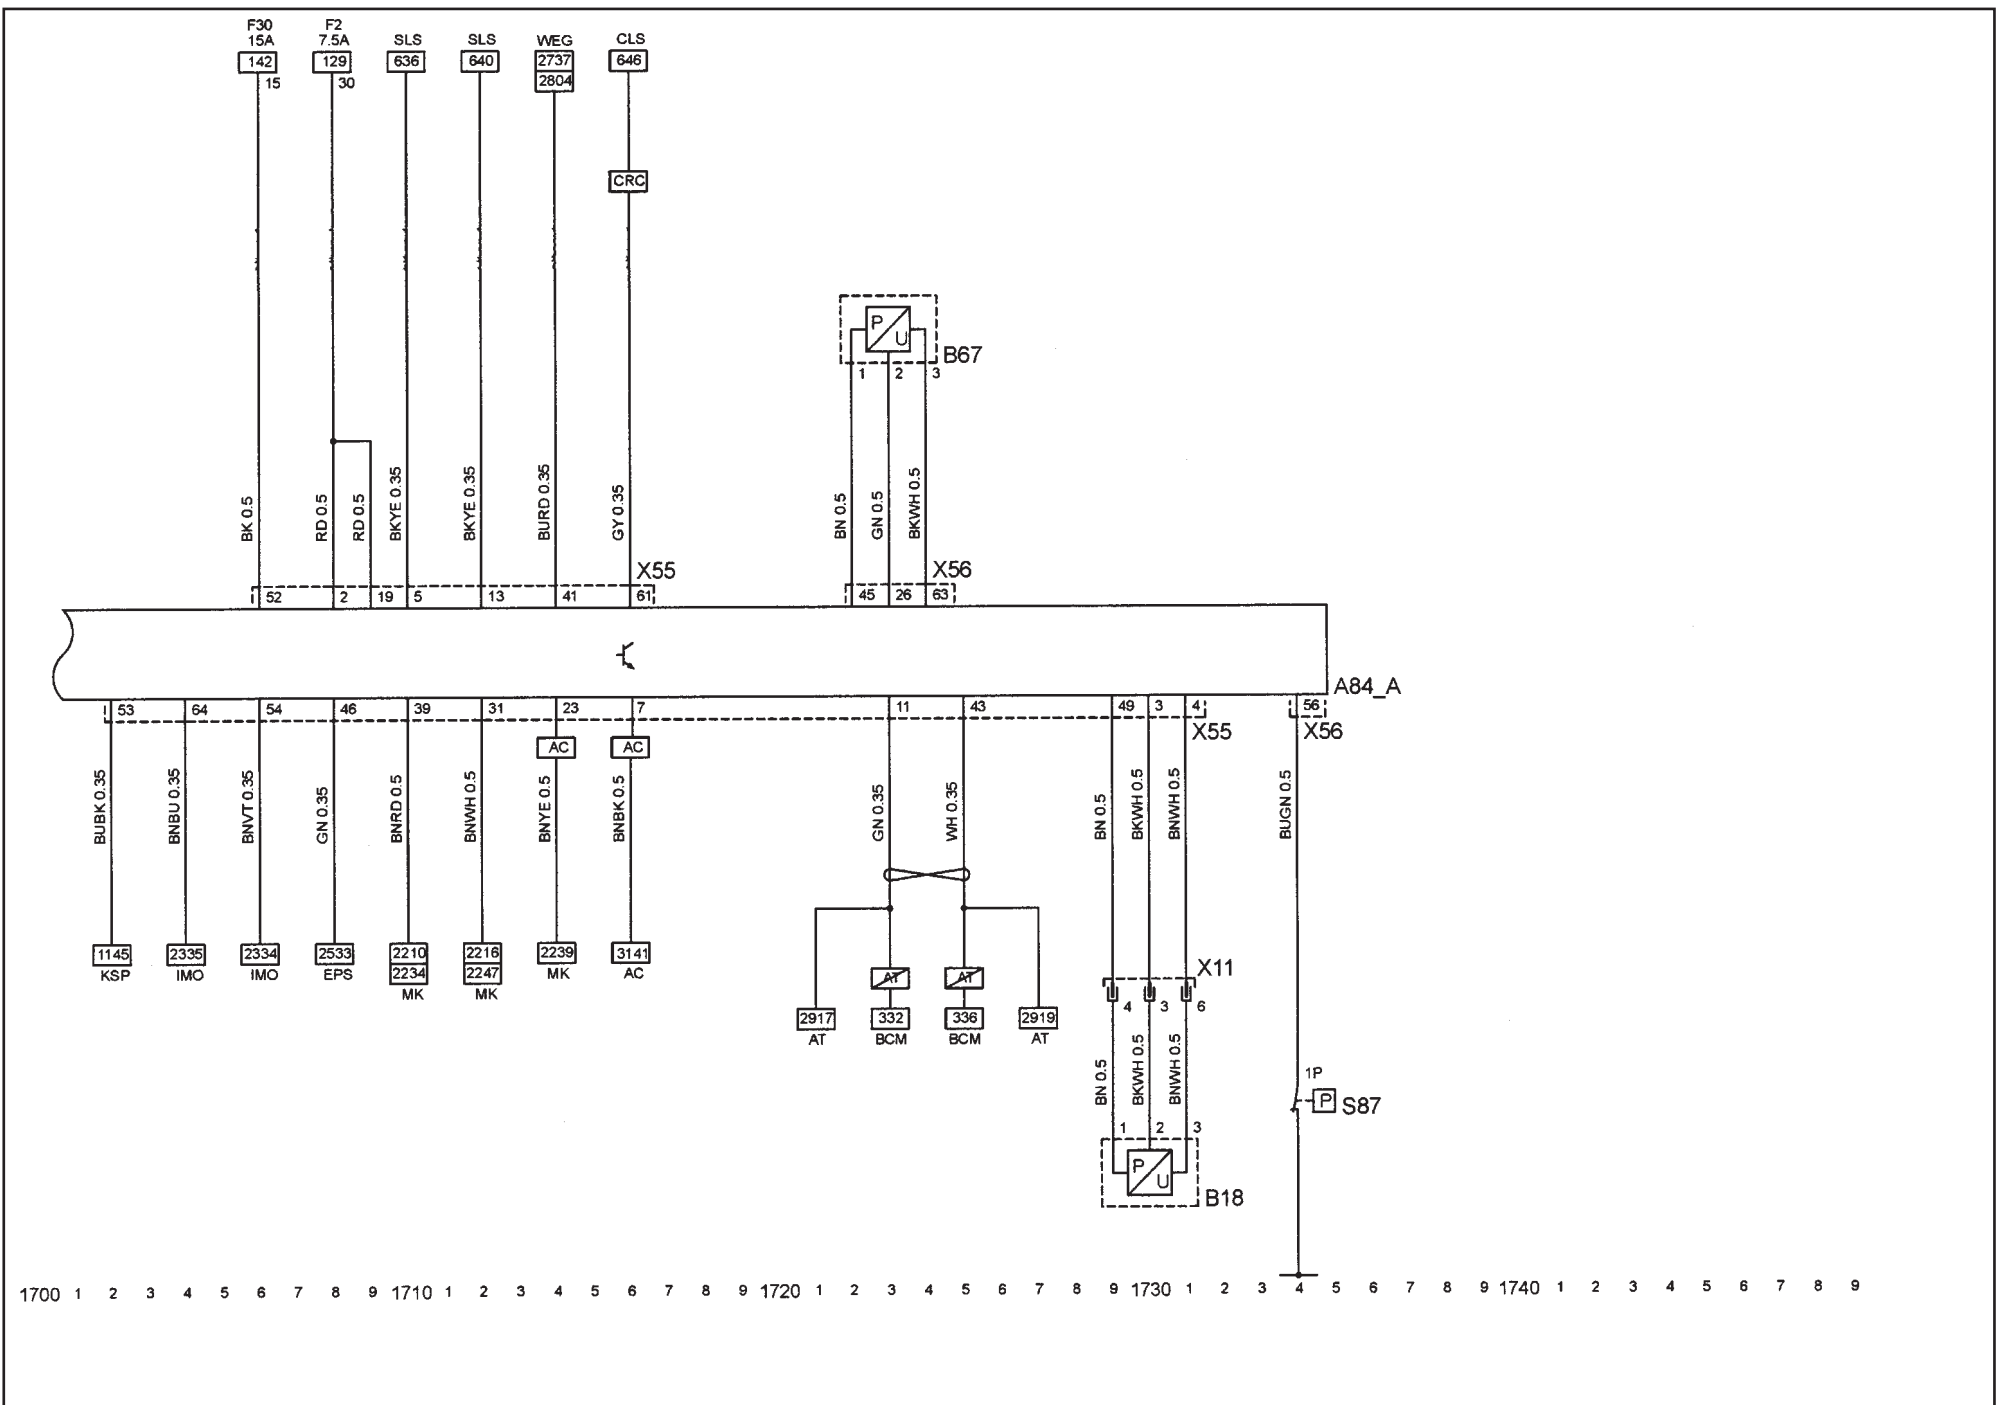 F30 F2
15A 7.5A SLS SLS WEG CLS
142 129 636 640 2737 646
15 30 2804
CRC
P
U
B67
1 2 3
BK 0.5 RD 0.5 RD 0.5 BKYE 0.35 BKYE 0.35 BURD 0.35 GY 0.35 BN 0.5 GN 0.5 BKWH 0.5
X55 X56
52 2 19 5 13 41 61 45 26 63
A84_A
53 64 54 46 39 31 23 7 11 43 49 3 4 56
X55 X56
AC AC
BUBK 0.35 BNBU 0.35 BNVT 0.35 GN 0.35 BNRD 0.5 BNWH 0.5 BNYE 0.5 BNBK 0.5 GN 0.35 WH 0.35 BN 0.5 BKWH 0.5 BNWH 0.5 BUGN 0.5
1145 2335 2334 2533 2210 2216 2239 3141
KSP IMO IMO EPS 2234 2247 MK AC
MK MK
X11
AT AT
4 3 6
2917 332 336 2919
AT BCM BCM AT
BN 0.5 BKWH 0.5 BNWH 0.5
1P
P S87
1 2 3
P
U
B18
1700 1 2 3 4 5 6 7 8 9 1710 1 2 3 4 5 6 7 8 9 1720 1 2 3 4 5 6 7 8 9 1730 1 2 3 4 5 6 7 8 9 1740 1 2 3 4 5 6 7 8 9